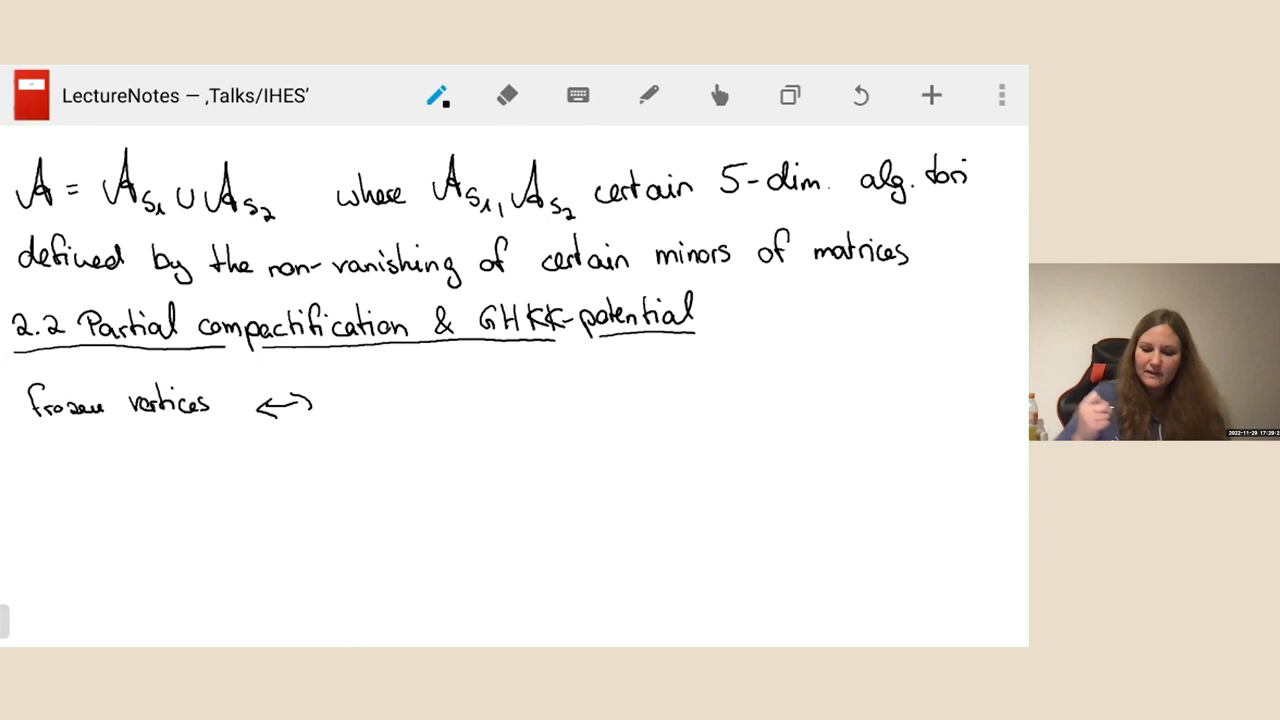 LectureNotes — ‚Talks/IHES‘
𝒜 = 𝒜_{S_1} ∪ 𝒜_{S_2} where 𝒜_{S_1}, 𝒜_{S_2} certain 5-dim. alg. tori
defined by the non-vanishing of certain minors of matrices
2.2 Partial compactification & GHKK-potential
frozen vertices ↔